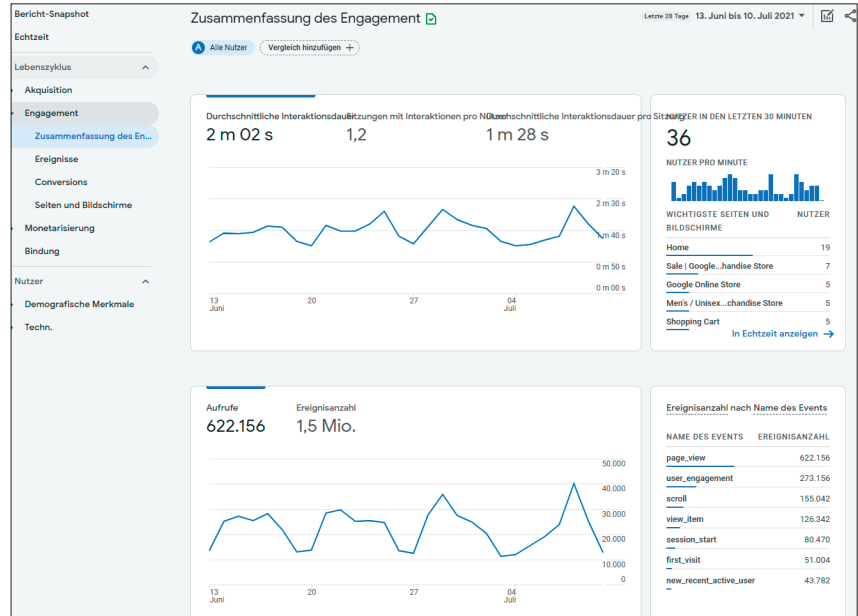 Bericht-Snapshot
Echtzeit
Lebenszyklus
Akquisition
Engagement
Zusammenfassung des En...
Ereignisse
Conversions
Seiten und Bildschirme
Monetarisierung
Bindung
Nutzer
Demografische Merkmale
Techn.
Zusammenfassung des Engagement
Letzte 28 Tage 13. Juni bis 10. Juli 2021
A Alle Nutzer Vergleich hinzufügen +
Durchschnittliche Interaktionsdauer
2 m 02 s
Sitzungen mit Interaktionen pro Nutzer
1,2
Durchschnittliche Interaktionsdauer pro Sitzung
1 m 28 s
3 m 20 s
2 m 30 s
1 m 40 s
0 m 50 s
0 m 00 s
13 Juni
20
27
04 Juli
NUTZER IN DEN LETZTEN 30 MINUTEN
36
NUTZER PRO MINUTE
WICHTIGSTE SEITEN UND BILDSCHIRME NUTZER
Home 19
Sale | Google...handise Store 7
Google Online Store 5
Men's / Unisex...chandise Store 5
Shopping Cart 5
In Echtzeit anzeigen →
Aufrufe
622.156
Ereignisanzahl
1,5 Mio.
50.000
40.000
30.000
20.000
10.000
0
13 Juni
20
27
04 Juli
Ereignisanzahl nach Name des Events
NAME DES EVENTS EREIGNISANZAHL
page_view 622.156
user_engagement 273.156
scroll 155.042
view_item 126.342
session_start 80.470
first_visit 51.004
new_recent_active_user 43.782